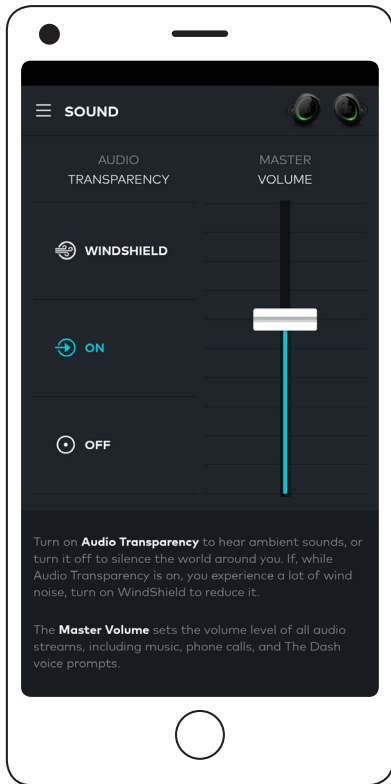 SOUND
AUDIO
TRANSPARENCY
MASTER
VOLUME
WINDSHIELD
ON
OFF
Turn on Audio Transparency to hear ambient sounds, or
turn it off to silence the world around you. If, while
Audio Transparency is on, you experience a lot of wind
noise, turn on WindShield to reduce it.
The Master Volume sets the volume level of all audio
streams, including music, phone calls, and The Dash
voice prompts.